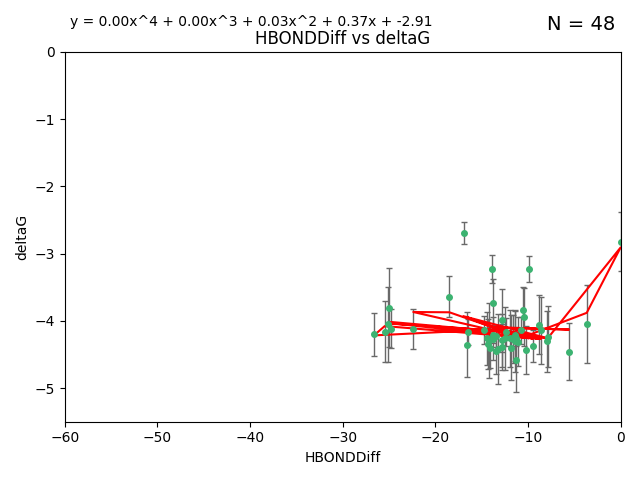 y = 0.00x^4 + 0.00x^3 + 0.03x^2 + 0.37x + -2.91
N = 48
HBONDDiff vs deltaG
0
−1
−2
−3
−4
−5
deltaG
−60 −50 −40 −30 −20 −10 0
HBONDDiff